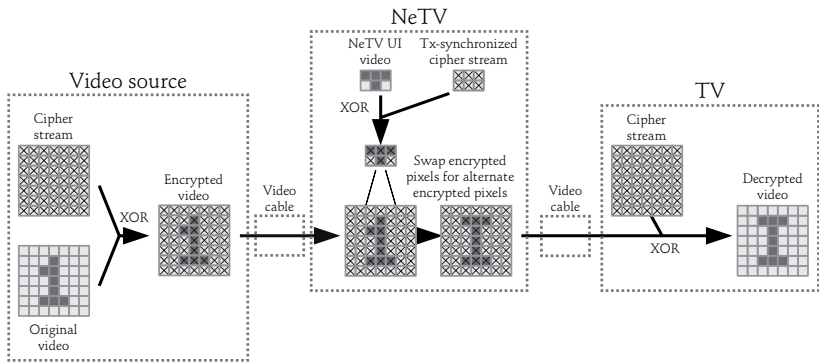 NeTV
NeTV UI
video
Tx-synchronized
cipher stream
XOR
Swap encrypted
pixels for alternate
encrypted pixels
Video source
Cipher
stream
Encrypted
video
XOR
Original
video
Video
cable
Video
cable
TV
Cipher
stream
XOR
Decrypted
video